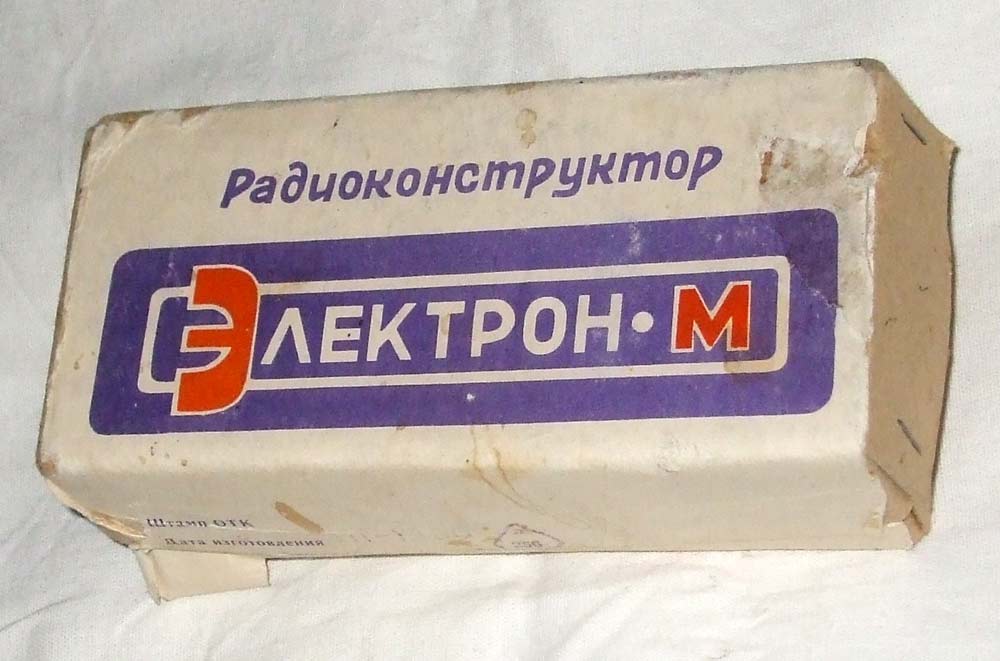 Радиоконструктор
ЭЛЕКТРОН·М
Штамп ОТК
Дата изготовления